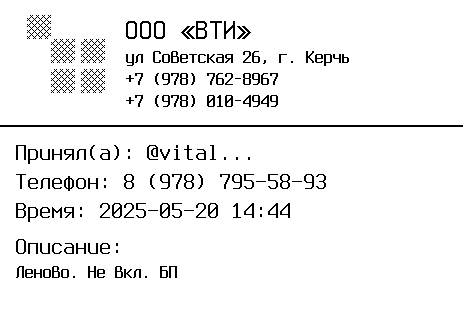 ООО «ВТИ»
ул Советская 26, г. Керчь
+7 (978) 762-8967
+7 (978) 010-4949
Принял(а): @vital...
Телефон: 8 (978) 795-58-93
Время: 2025-05-20 14:44
Описание:
Леново. Не Вкл. БП